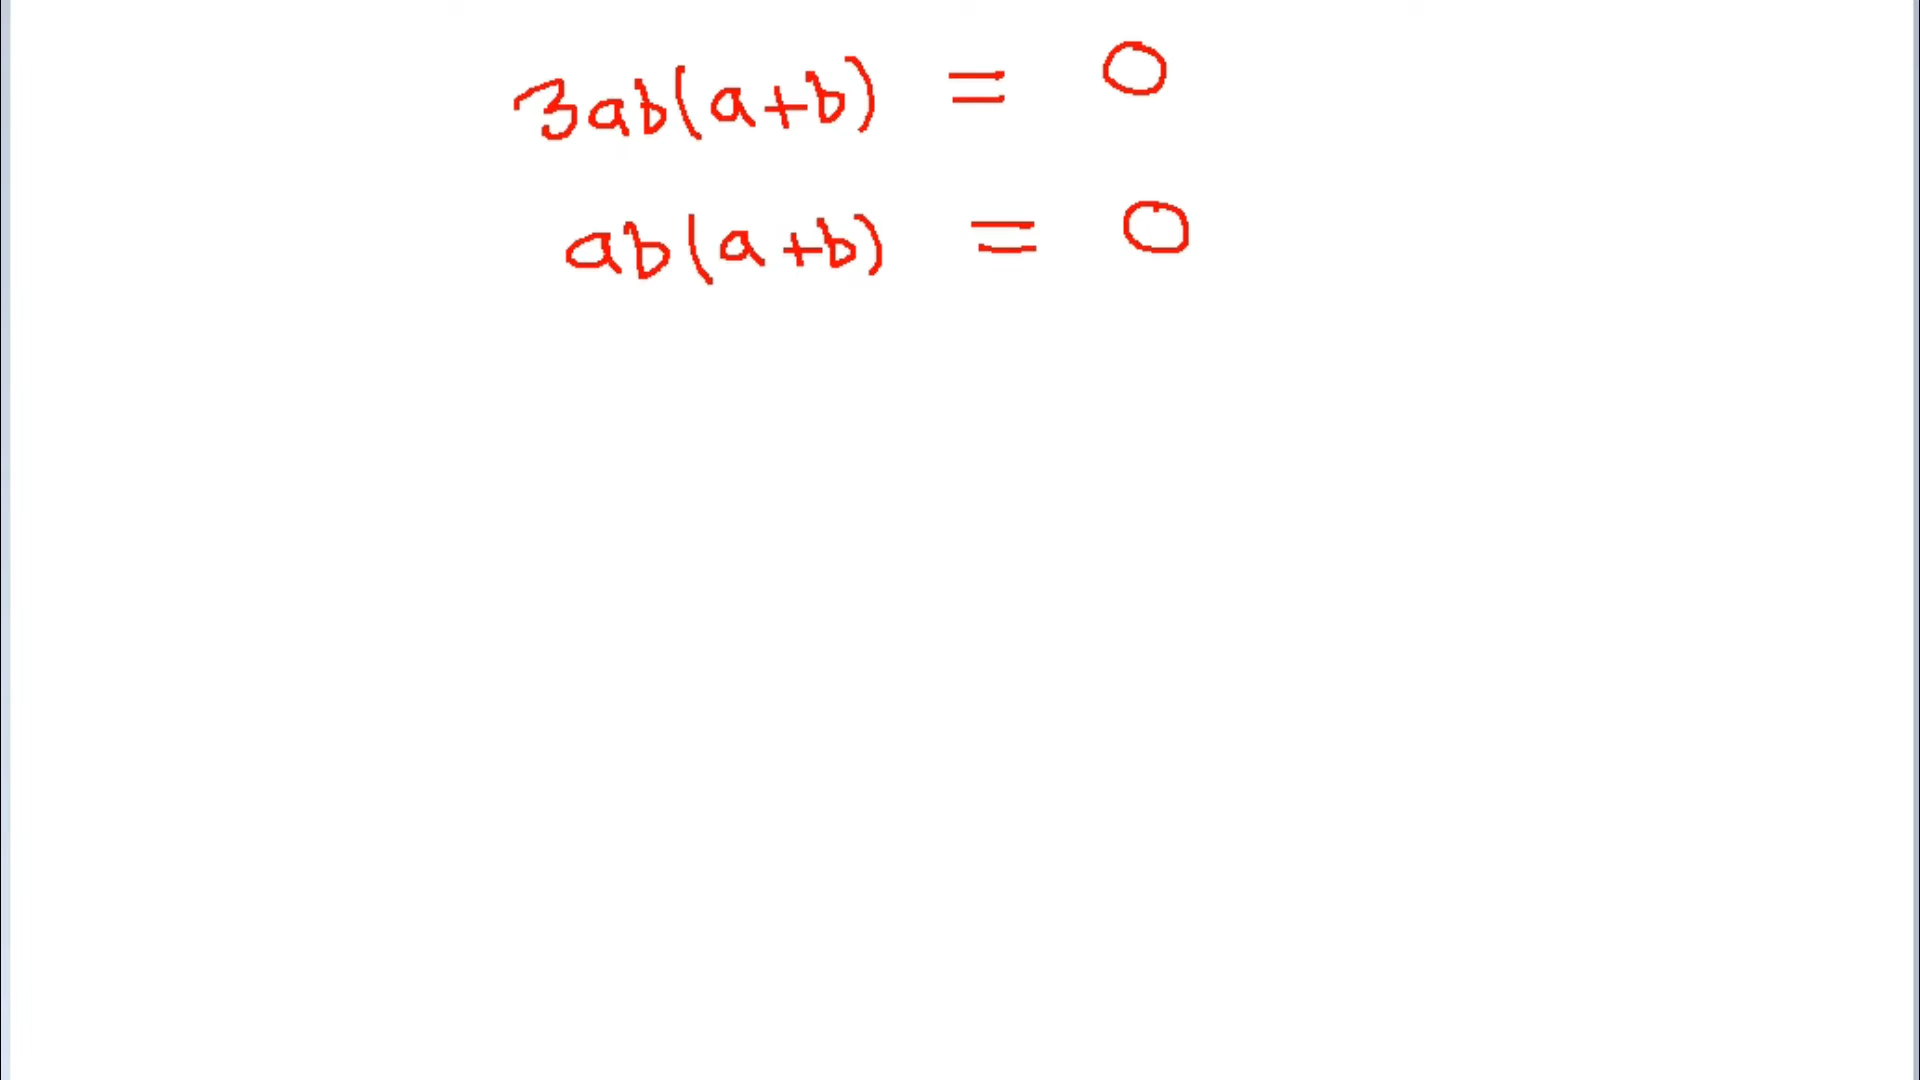 3ab(a+b) = 0
ab(a+b) = 0